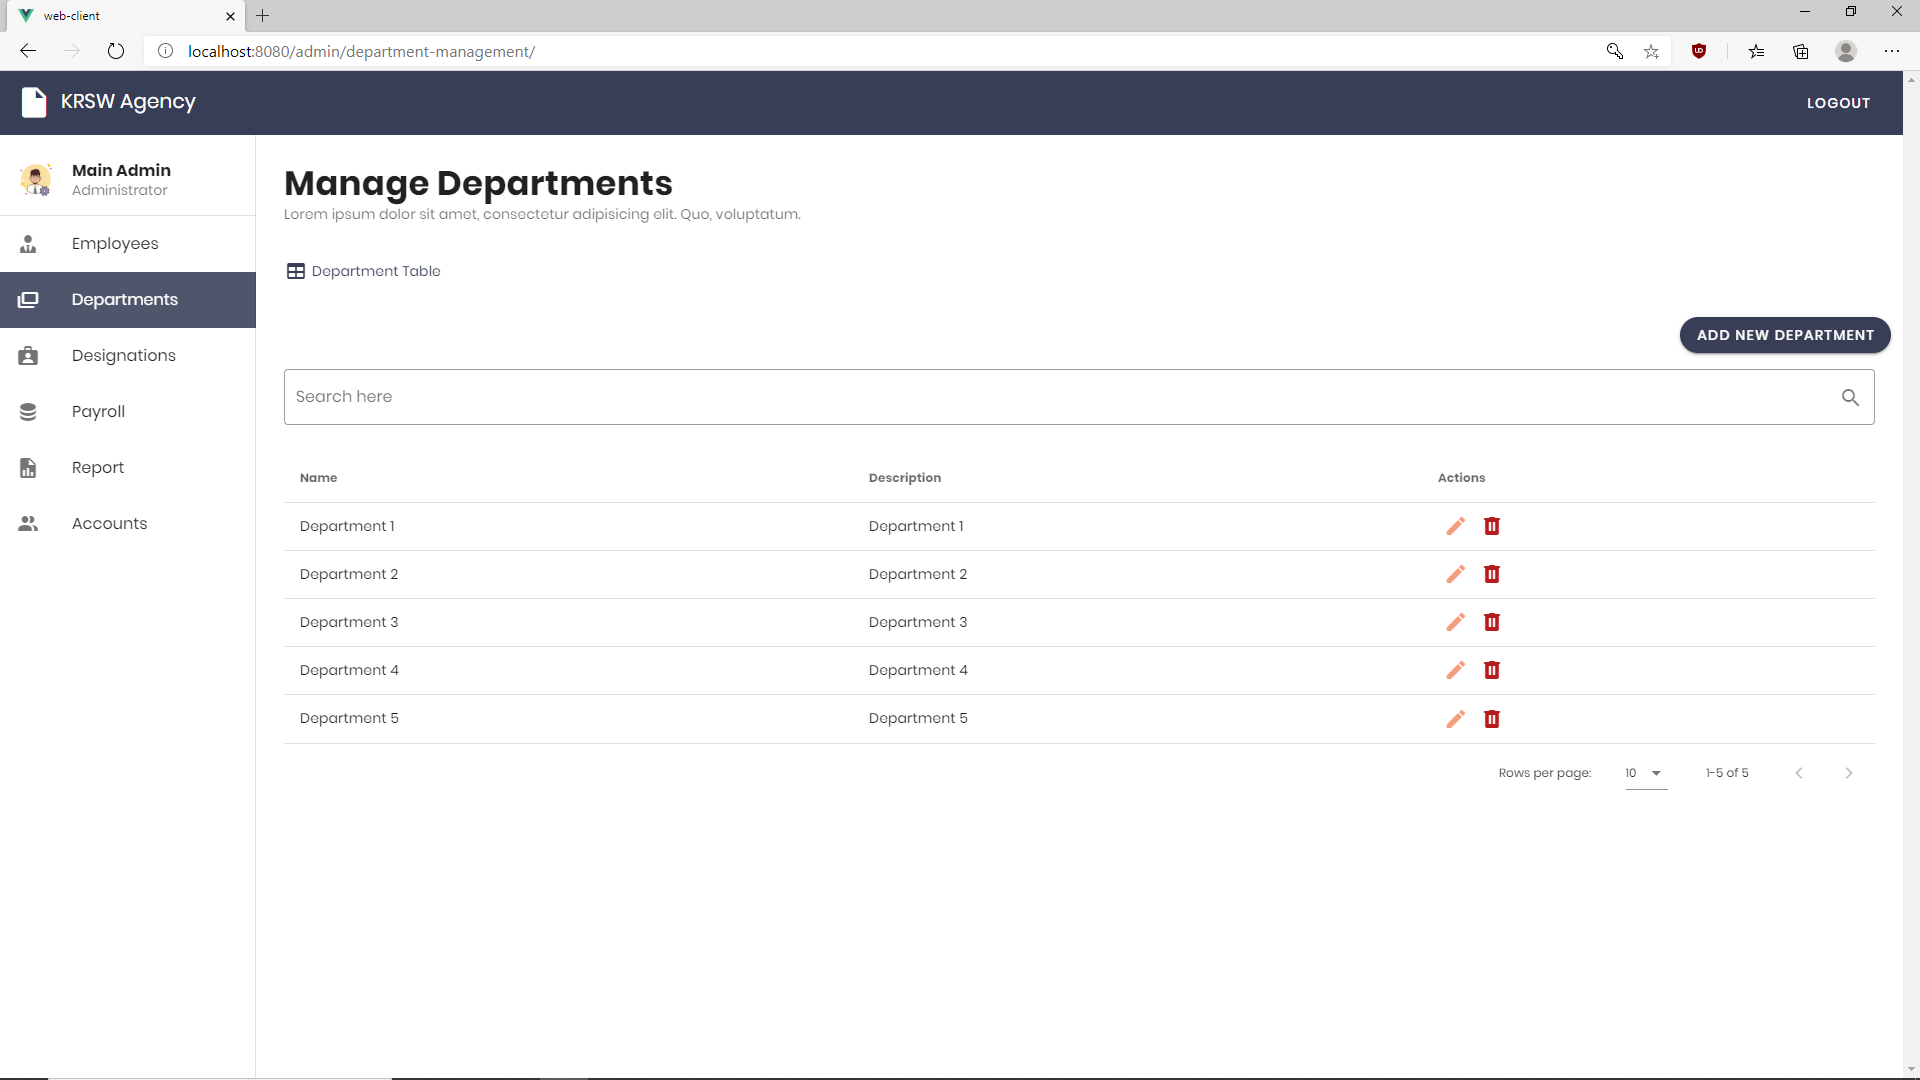 web-client
localhost:8080/admin/department-management/
KRSW Agency
LOGOUT
Main Admin
Administrator
Employees
Departments
Designations
Payroll
Report
Accounts
Manage Departments
Lorem ipsum dolor sit amet, consectetur adipisicing elit. Quo, voluptatum.
Department Table
ADD NEW DEPARTMENT
Search here
Name Description Actions
Department 1 Department 1
Department 2 Department 2
Department 3 Department 3
Department 4 Department 4
Department 5 Department 5
Rows per page: 10 1-5 of 5